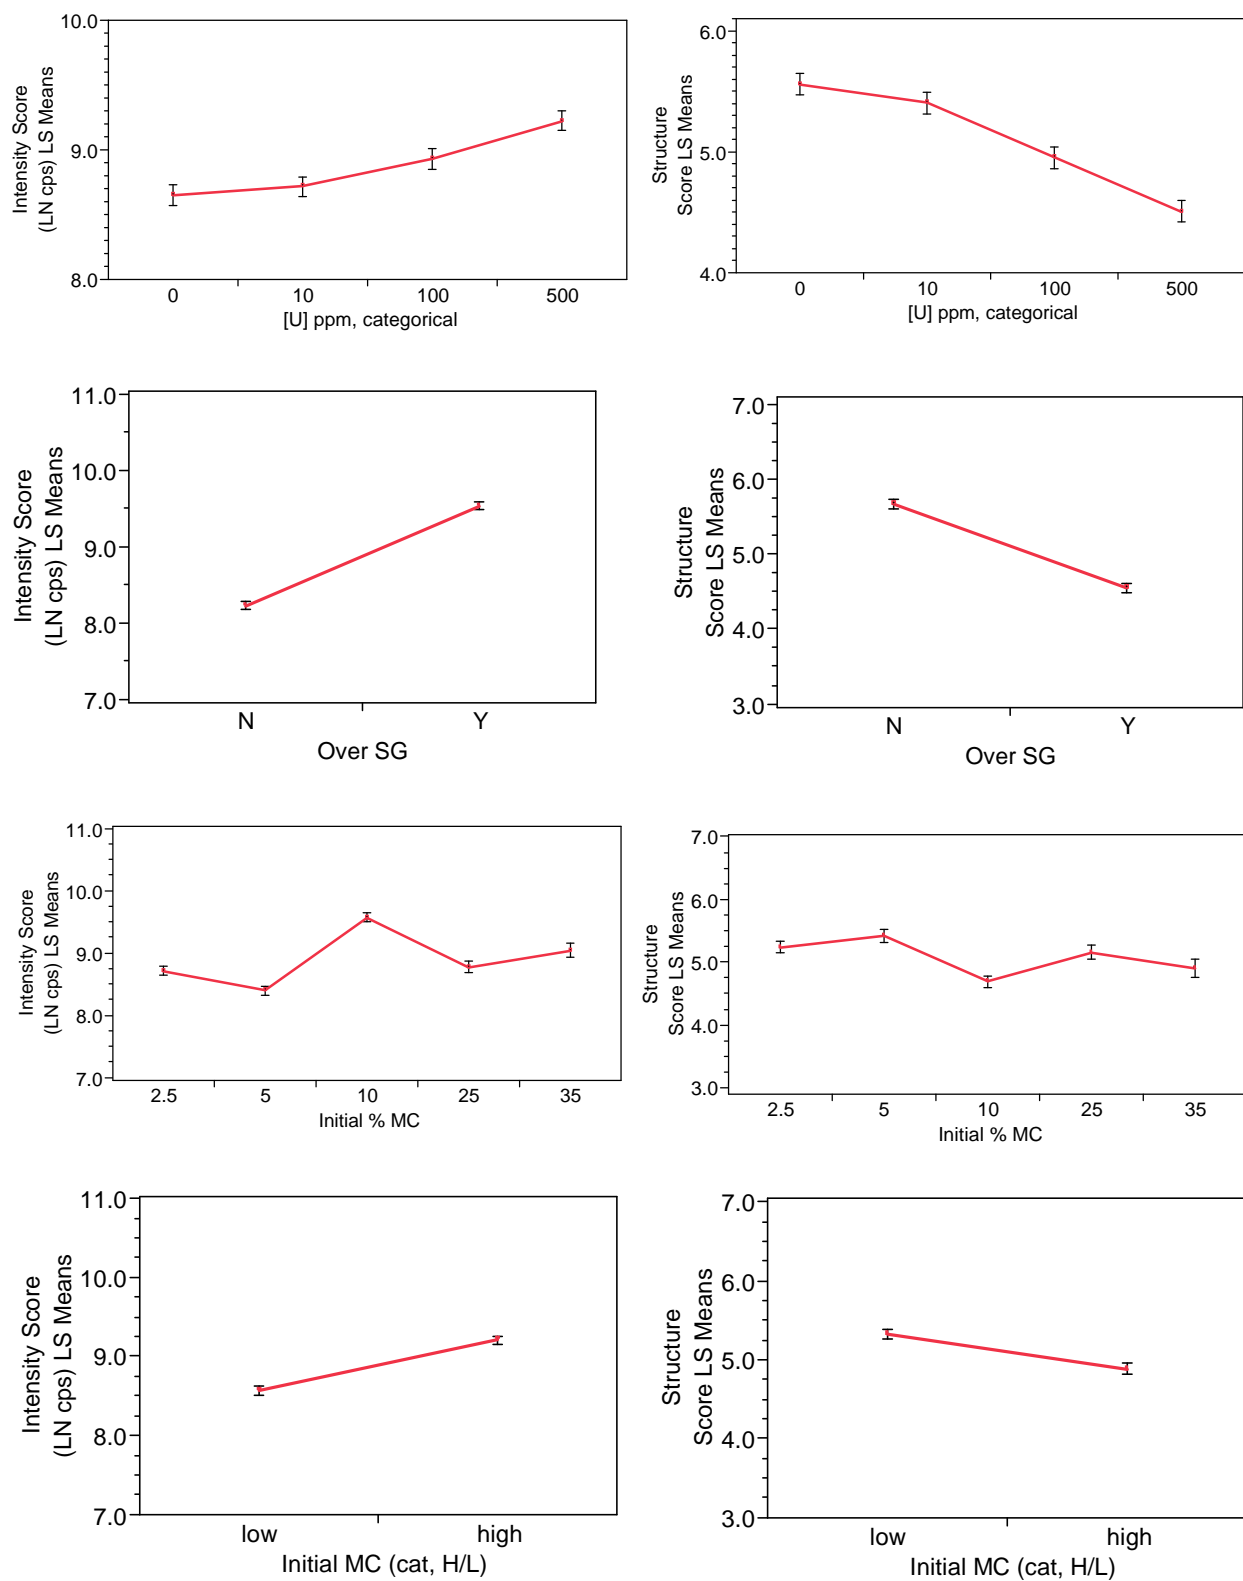 Intensity Score
(LN cps) LS Means
10.0
9.0
8.0
0 10 100 500
[U] ppm, categorical
Structure
Score LS Means
6.0
5.0
4.0
0 10 100 500
[U] ppm, categorical
Intensity Score
(LN cps) LS Means
11.0
10.0
9.0
8.0
7.0
N Y
Over SG
Structure
Score LS Means
7.0
6.0
5.0
4.0
3.0
N Y
Over SG
Intensity Score
(LN cps) LS Means
11.0
10.0
9.0
8.0
7.0
2.5 5 10 25 35
Initial % MC
Structure
Score LS Means
7.0
6.0
5.0
4.0
3.0
2.5 5 10 25 35
Initial % MC
Intensity Score
(LN cps) LS Means
11.0
10.0
9.0
8.0
7.0
low high
Initial MC (cat, H/L)
Structure
Score LS Means
7.0
6.0
5.0
4.0
3.0
low high
Initial MC (cat, H/L)